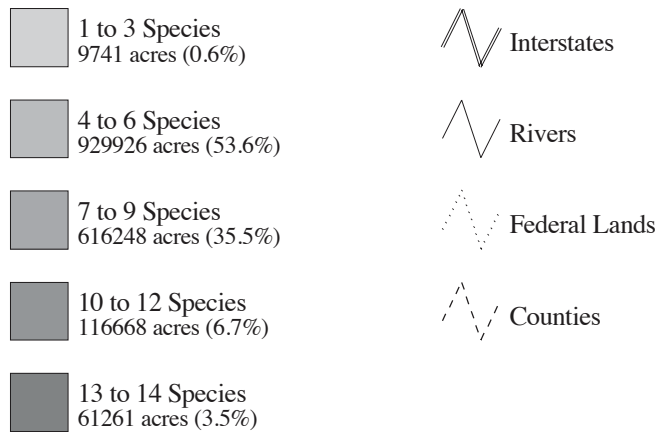 1 to 3 Species
9741 acres (0.6%)
4 to 6 Species
929926 acres (53.6%)
7 to 9 Species
616248 acres (35.5%)
10 to 12 Species
116668 acres (6.7%)
13 to 14 Species
61261 acres (3.5%)
Interstates
Rivers
Federal Lands
Counties